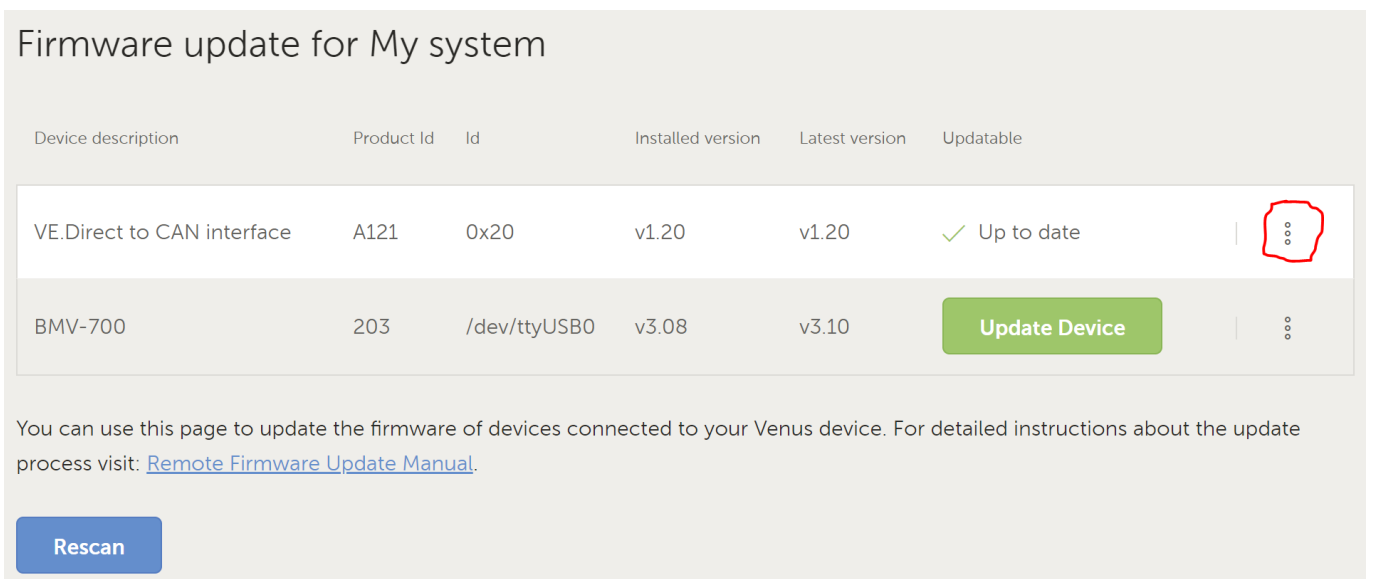 Firmware update for My system
Device description Product Id Id Installed version Latest version Updatable
VE.Direct to CAN interface A121 0x20 v1.20 v1.20 Up to date
BMV-700 203 /dev/ttyUSB0 v3.08 v3.10 Update Device
You can use this page to update the firmware of devices connected to your Venus device. For detailed instructions about the update
process visit: Remote Firmware Update Manual.
Rescan